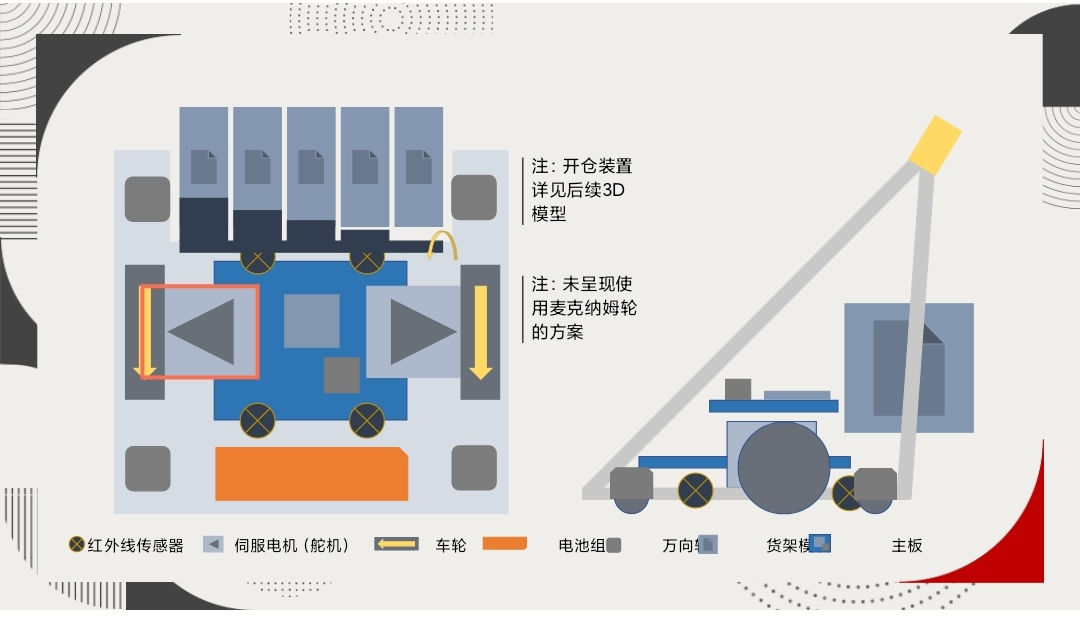 注：开仓装置
详见后续3D
模型
注：未呈现使
用麦克纳姆轮
的方案
红外线传感器
伺服电机（舵机）
车轮
电池组
万向
货架模
主板